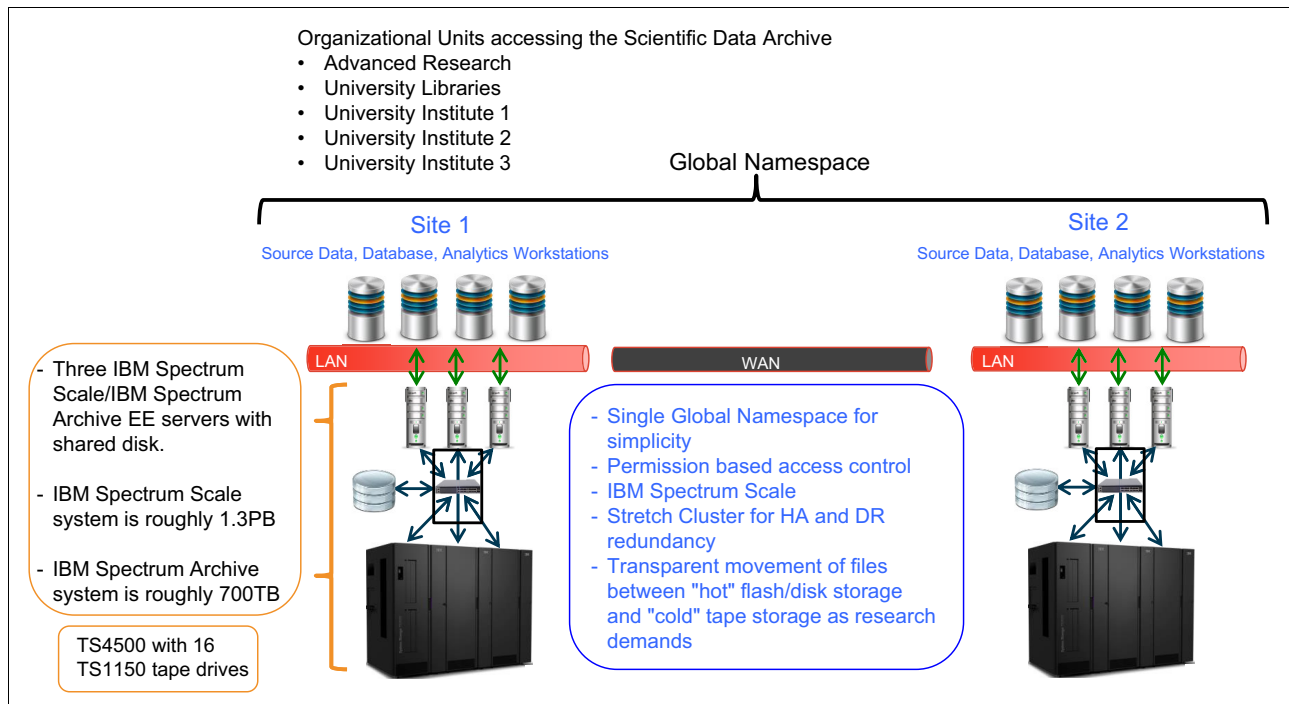 Organizational Units accessing the Scientific Data Archive
• Advanced Research
• University Libraries
• University Institute 1
• University Institute 2
• University Institute 3
Global Namespace
Site 1
Source Data, Database, Analytics Workstations
Site 2
Source Data, Database, Analytics Workstations
LAN
WAN
LAN
- Three IBM Spectrum
Scale/IBM Spectrum
Archive EE servers with
shared disk.
- IBM Spectrum Scale
system is roughly 1.3PB
- IBM Spectrum Archive
system is roughly 700TB
TS4500 with 16
TS1150 tape drives
- Single Global Namespace for
simplicity
- Permission based access control
- IBM Spectrum Scale
- Stretch Cluster for HA and DR
redundancy
- Transparent movement of files
between "hot" flash/disk storage
and "cold" tape storage as research
demands